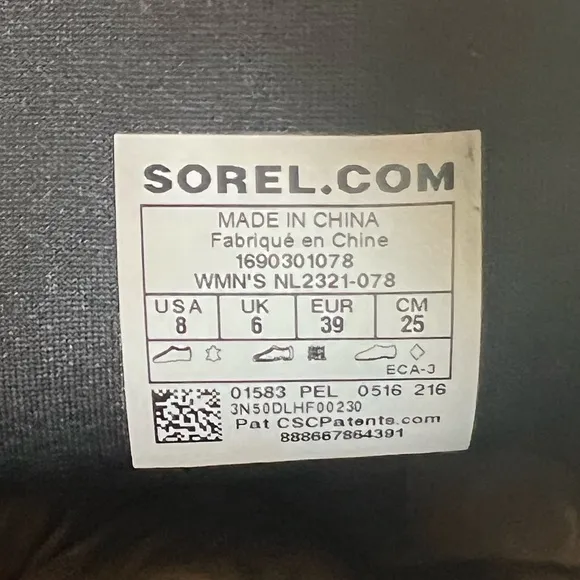 SOREL.COM
MADE IN CHINA
Fabriqué en Chine
1690301078
WMN'S NL2321-078
USA UK EUR CM
8 6 39 25
ECA-3
01583 PEL 0516 216
3N50DLHF00230
Pat CSCPatents.com
888667864391